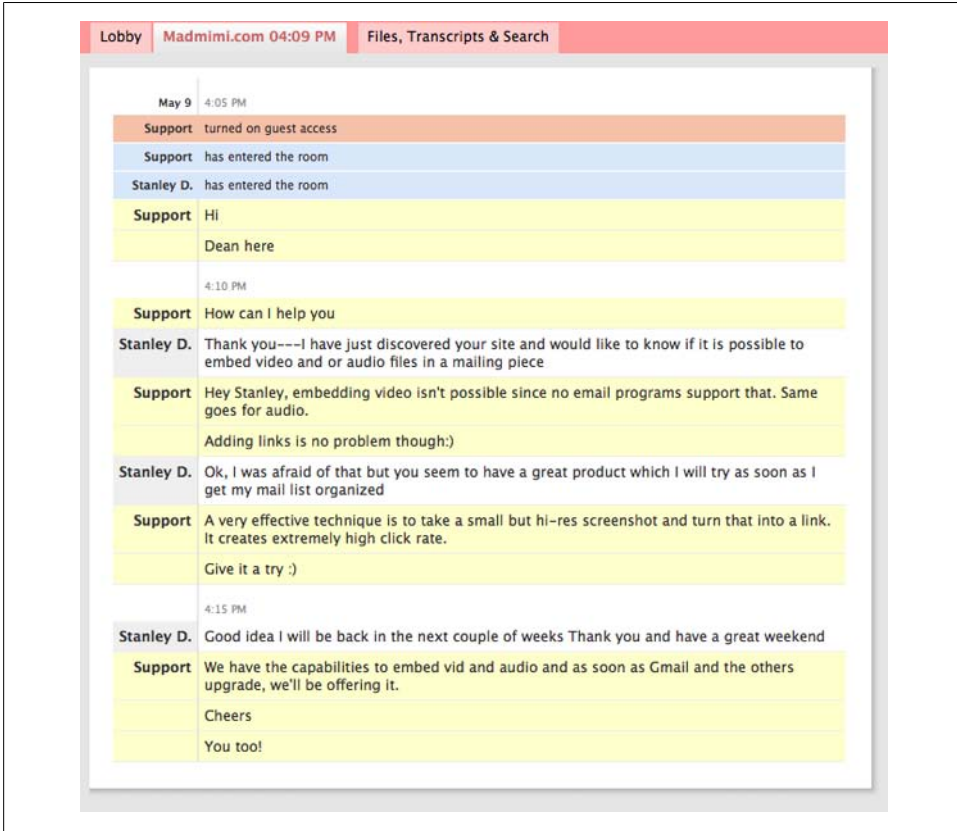 Lobby Madmimi.com 04:09 PM Files, Transcripts & Search
May 9 4:05 PM
Support turned on guest access
Support has entered the room
Stanley D. has entered the room
Support Hi
Dean here
4:10 PM
Support How can I help you
Stanley D. Thank you---I have just discovered your site and would like to know if it is possible to
embed video and or audio files in a mailing piece
Support Hey Stanley, embedding video isn't possible since no email programs support that. Same
goes for audio.
Adding links is no problem though:)
Stanley D. Ok, I was afraid of that but you seem to have a great product which I will try as soon as I
get my mail list organized
Support A very effective technique is to take a small but hi-res screenshot and turn that into a link.
It creates extremely high click rate.
Give it a try :)
4:15 PM
Stanley D. Good idea I will be back in the next couple of weeks Thank you and have a great weekend
Support We have the capabilities to embed vid and audio and as soon as Gmail and the others
upgrade, we'll be offering it.
Cheers
You too!